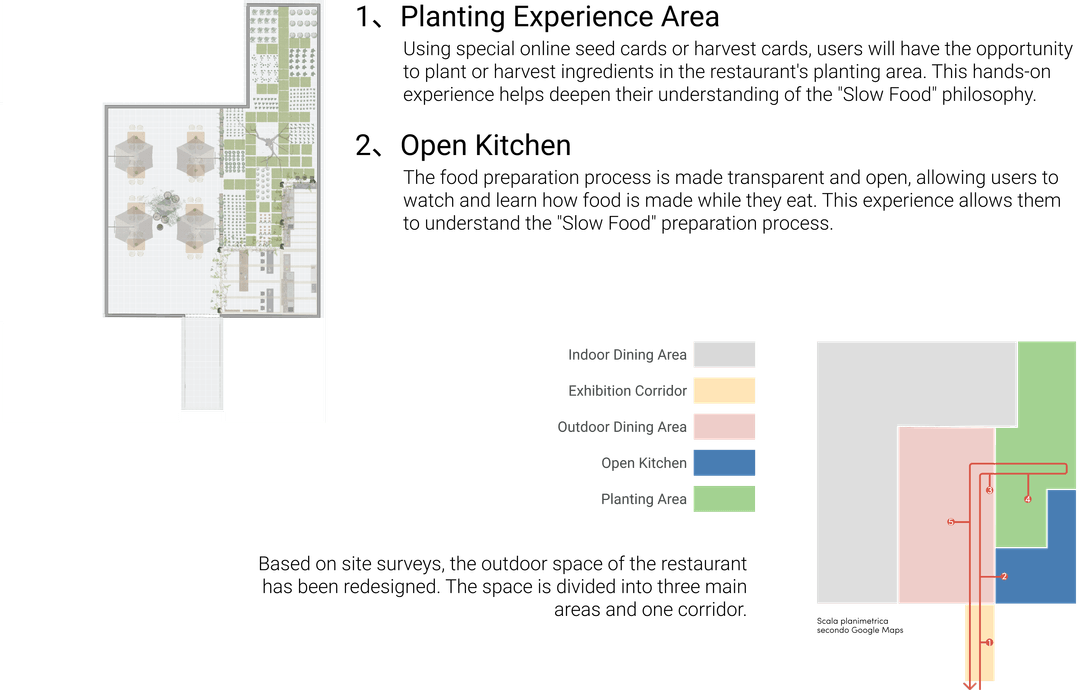 1、 Planting Experience Area
Using special online seed cards or harvest cards, users will have the opportunity
to plant or harvest ingredients in the restaurant's planting area. This hands-on
experience helps deepen their understanding of the "Slow Food" philosophy.
2、 Open Kitchen
The food preparation process is made transparent and open, allowing users to
watch and learn how food is made while they eat. This experience allows them
to understand the "Slow Food" preparation process.
Indoor Dining Area
Exhibition Corridor
Outdoor Dining Area
Open Kitchen
Planting Area
Based on site surveys, the outdoor space of the restaurant
has been redesigned. The space is divided into three main
areas and one corridor.
3
4
5
2
Scala planimetrica
secondo Google Maps
1